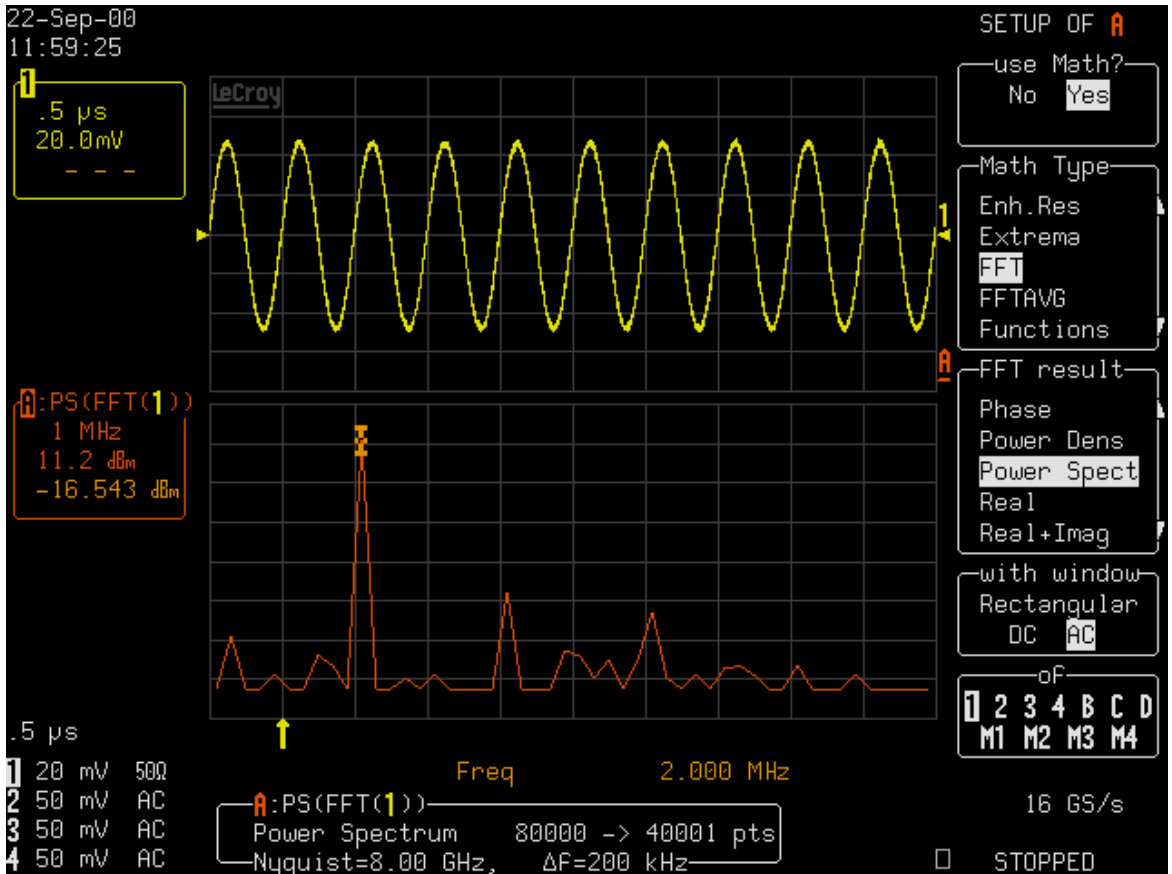 22-Sep-00
11:59:25
1
.5 µs
20.0mV
- - -
LeCroy
1
A
A:PS(FFT(1))
1 MHz
11.2 dBm
-16.543 dBm
.5 µs
1 20 mV 50Ω
2 50 mV AC
3 50 mV AC
4 50 mV AC
Freq 2.000 MHz
A:PS(FFT(1))
Power Spectrum 80000 -> 40001 pts
Nyquist=8.00 GHz, ΔF=200 kHz
SETUP OF A
use Math?
No Yes
Math Type
Enh.Res
Extrema
FFT
FFTAVG
Functions
FFT result
Phase
Power Dens
Power Spect
Real
Real+Imag
with window
Rectangular
DC AC
of
1 2 3 4 B C D
M1 M2 M3 M4
16 GS/s
STOPPED